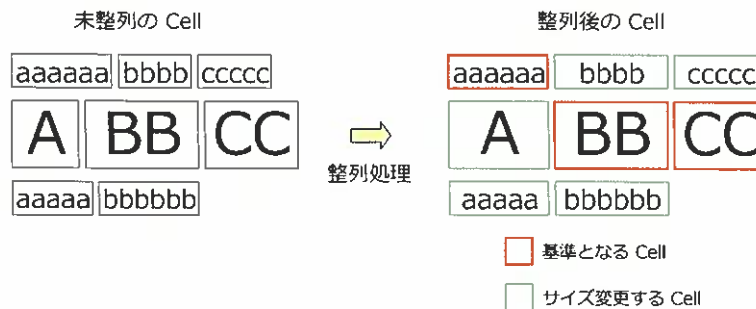 未整列の Cell
整列後の Cell
aaaaaa bbbb ccccc
aaaaaa bbbb ccccc
A BB CC
整列処理
A BB CC
aaaaa bbbbbb
aaaaa bbbbbb
基準となる Cell
サイズ変更する Cell